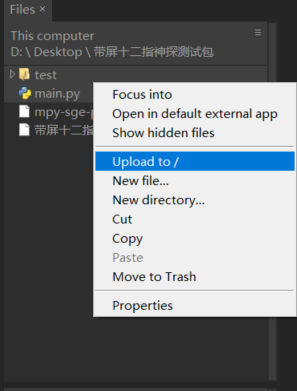 Files ×
This computer
D: \ Desktop \ 带屏十二指神探测试包
test
main.py
mpy-sge-
带屏十二指
Focus into
Open in default external app
Show hidden files
Upload to /
New file...
New directory...
Cut
Copy
Paste
Move to Trash
Properties